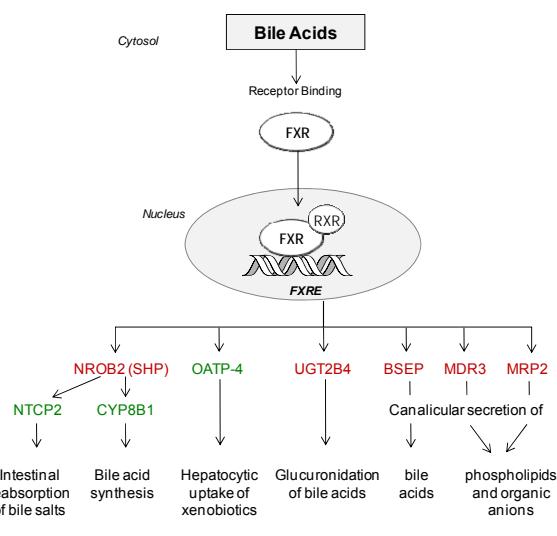 Cytosol
Bile Acids
Receptor Binding
FXR
Nucleus
RXR
FXR
FXRE
NROB2 (SHP)
OATP-4
UGT2B4
BSEP
MDR3
MRP2
NTCP2
CYP8B1
Canalicular secretion of
Intestinal
eabsorption
of bile salts
Bile acid
synthesis
Hepatocytic
uptake of
xenobiotics
Glucuronidation
of bile acids
bile
acids
phospholipids
and organic
anions